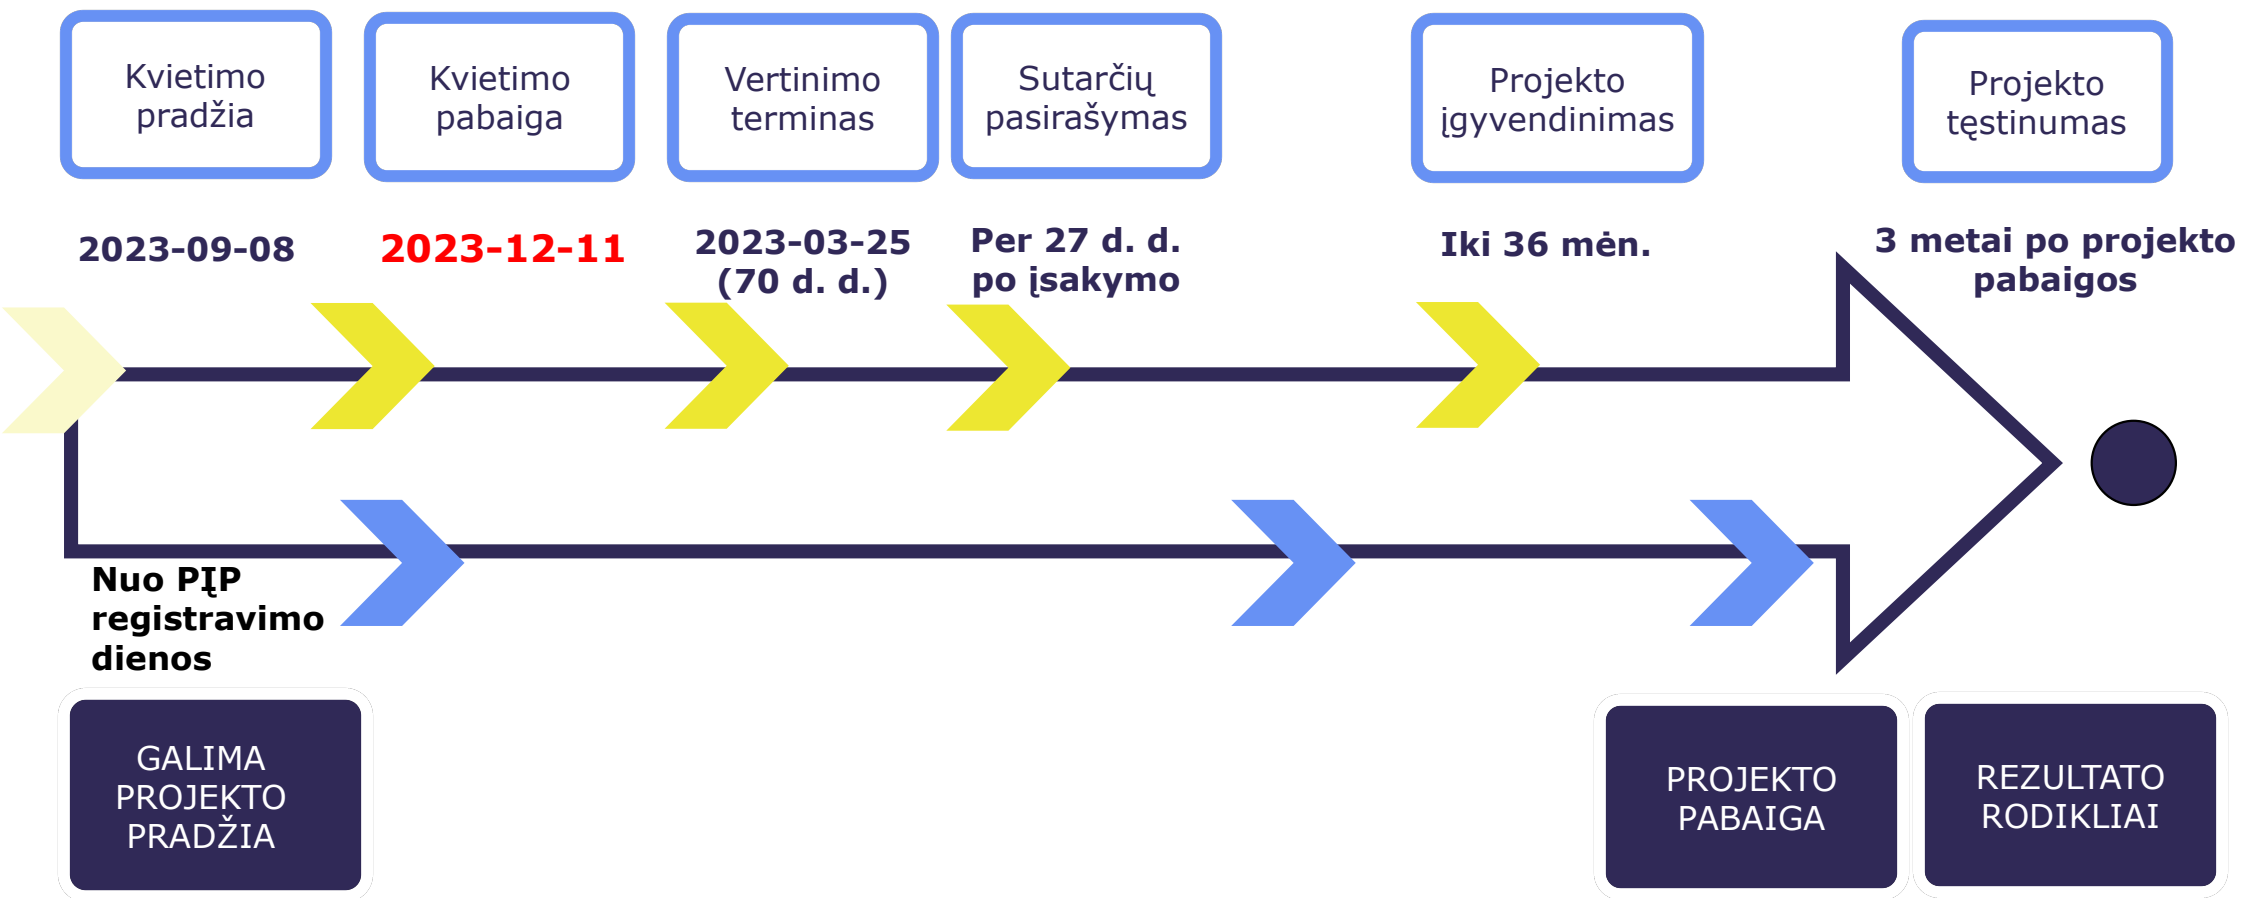 Kvietimo
pradžia
Kvietimo
pabaiga
Vertinimo
terminas
Sutarčių
pasirašymas
Projekto
įgyvendinimas
Projekto
tęstinumas
2023-09-08
2023-12-11
2023-03-25
(70 d. d.)
Per 27 d. d.
po įsakymo
Iki 36 mėn.
3 metai po projekto
pabaigos
Nuo PĮP
registravimo
dienos
GALIMA
PROJEKTO
PRADŽIA
PROJEKTO
PABAIGA
REZULTATO
RODIKLIAI